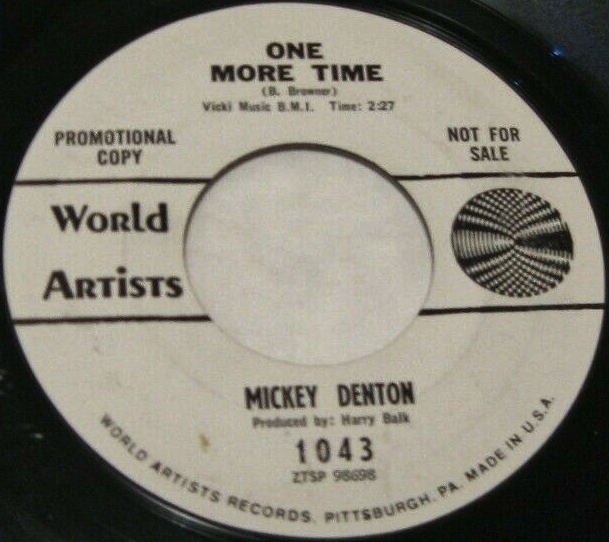 ONE
MORE TIME
(B. Browner)
Vicki Music B.M.I. Time: 2:27
PROMOTIONAL
COPY
NOT FOR
SALE
World
Artists
MICKEY DENTON
Produced by: Harry Balk
1043
ZTSP 98698
WORLD ARTISTS RECORDS, PITTSBURGH, PA. MADE IN U.S.A.